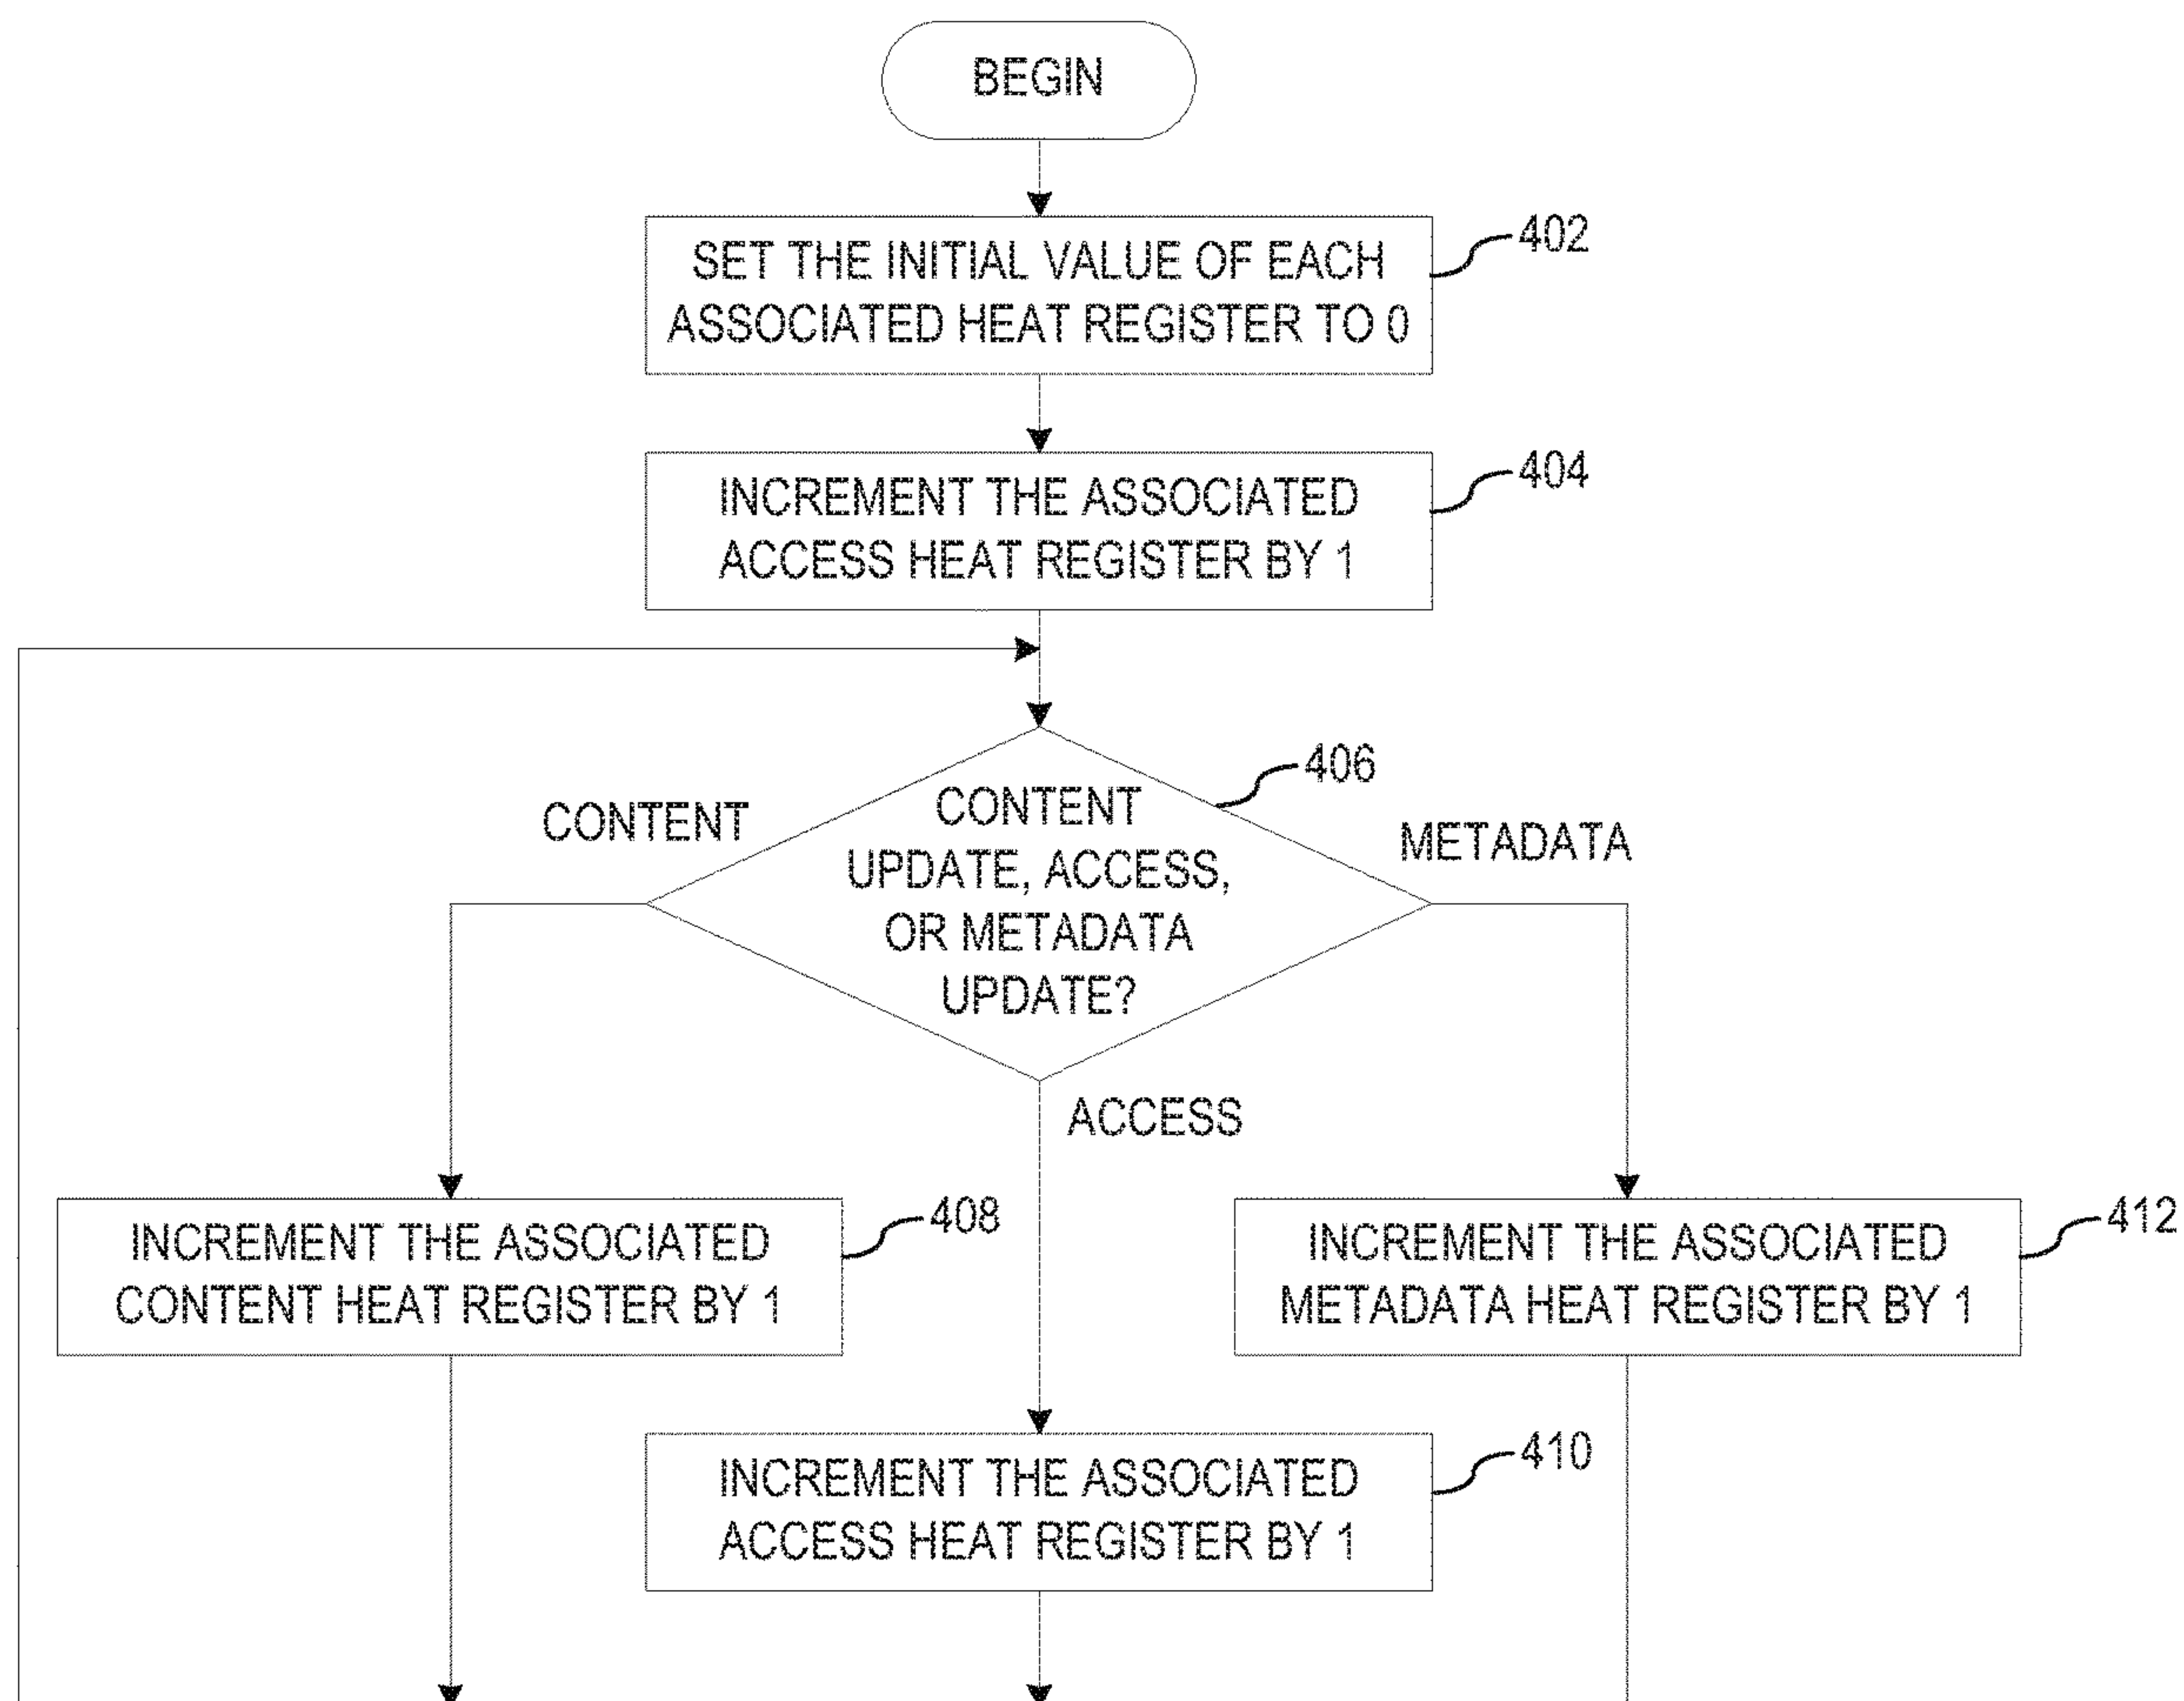 BEGIN
SET THE INITIAL VALUE OF EACH
ASSOCIATED HEAT REGISTER TO 0
402
INCREMENT THE ASSOCIATED
ACCESS HEAT REGISTER BY 1
404
CONTENT
UPDATE, ACCESS,
OR METADATA
UPDATE?
406
CONTENT
METADATA
ACCESS
INCREMENT THE ASSOCIATED
CONTENT HEAT REGISTER BY 1
408
INCREMENT THE ASSOCIATED
METADATA HEAT REGISTER BY 1
412
INCREMENT THE ASSOCIATED
ACCESS HEAT REGISTER BY 1
410